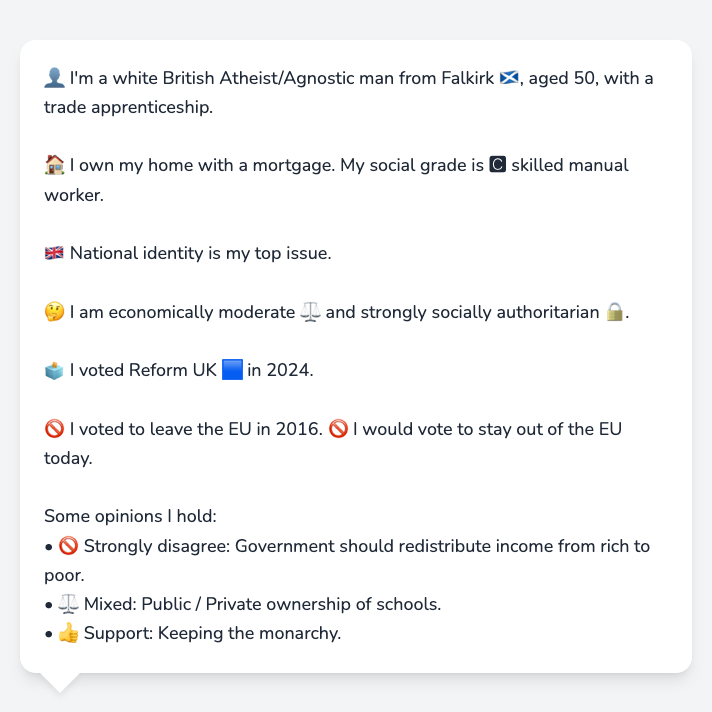 👤 I'm a white British Atheist/Agnostic man from Falkirk 🏴󠁧󠁢󠁳󠁣󠁴󠁿, aged 50, with a
trade apprenticeship.
🏠 I own my home with a mortgage. My social grade is 🅲 skilled manual
worker.
🇬🇧 National identity is my top issue.
🤔 I am economically moderate ⚖️ and strongly socially authoritarian 🔒.
🗳️ I voted Reform UK 🟦 in 2024.
🚫 I voted to leave the EU in 2016. 🚫 I would vote to stay out of the EU
today.
Some opinions I hold:
• 🚫 Strongly disagree: Government should redistribute income from rich to
poor.
• ⚖️ Mixed: Public / Private ownership of schools.
• 👍 Support: Keeping the monarchy.